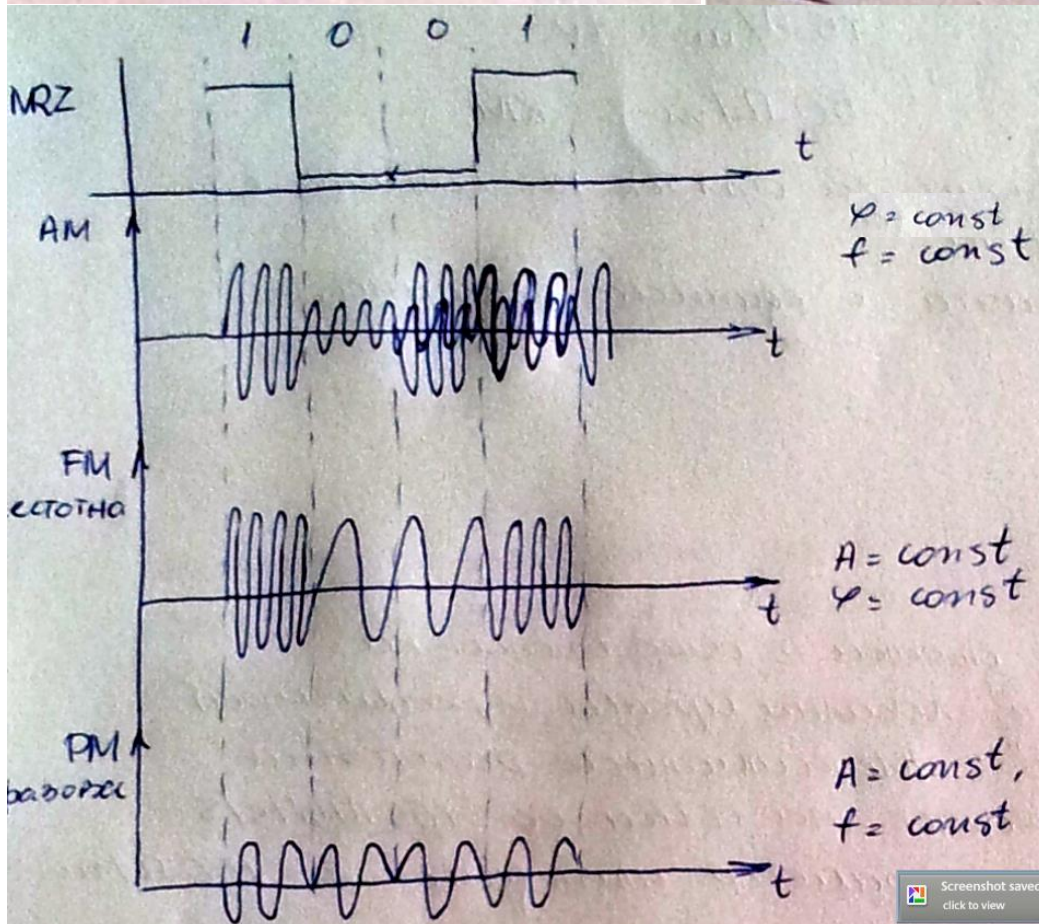 1 0 0 1
NRZ
t
AM
φ = const
f = const
t
FM
естотна
A = const
φ = const
t
PM
A = const,
f = const
t
Screenshot saved
click to view